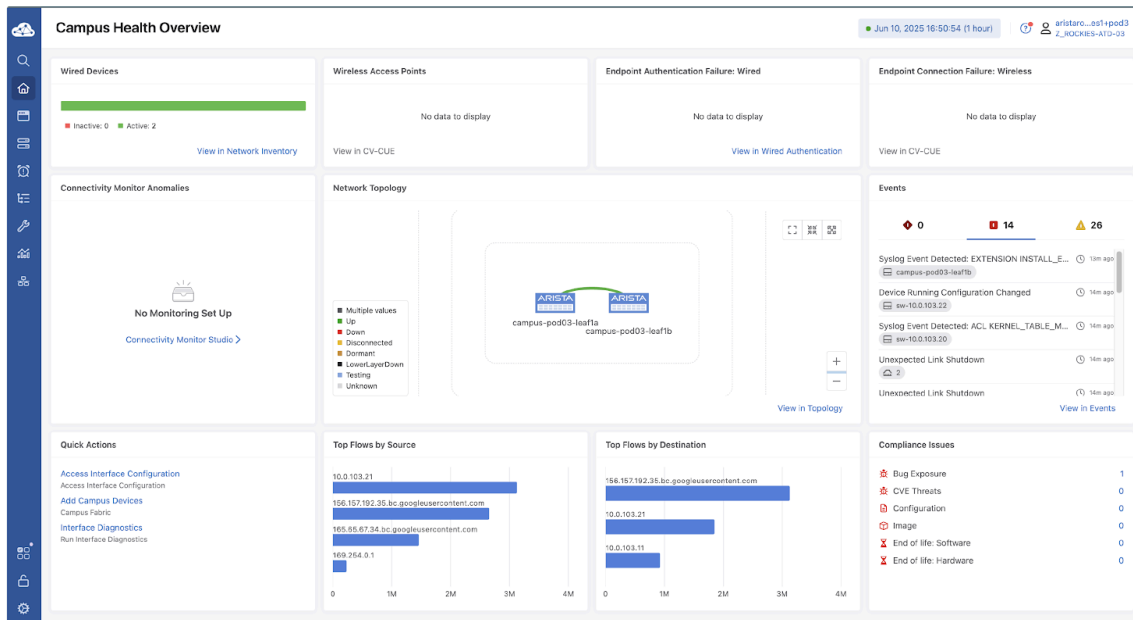 Campus Health Overview
Jun 10, 2025 16:50:54 (1 hour)
aristaro...es1+pod3
Z_ROCKIES-ATD-03
Wired Devices
Inactive: 0 Active: 2
View in Network Inventory
Wireless Access Points
No data to display
View in CV-CUE
Endpoint Authentication Failure: Wired
No data to display
View in Wired Authentication
Endpoint Connection Failure: Wireless
No data to display
View in CV-CUE
Connectivity Monitor Anomalies
No Monitoring Set Up
Connectivity Monitor Studio
Network Topology
Multiple values
Up
Down
Disconnected
Dormant
LowerLayerDown
Testing
Unknown
ARISTA
ARISTA
campus-pod03-leaf1a
campus-pod03-leaf1b
+
−
View in Topology
Events
0 14 26
Syslog Event Detected: EXTENSION INSTALL_E... 13m ago
campus-pod03-leaf1b
Device Running Configuration Changed 14m ago
sw-10.0.103.22
Syslog Event Detected: ACL KERNEL_TABLE_M... 14m ago
sw-10.0.103.20
Unexpected Link Shutdown 14m ago
2
Unexpected Link Shutdown 14m ago
View in Events
Quick Actions
Access Interface Configuration
Access Interface Configuration
Add Campus Devices
Campus Fabric
Interface Diagnostics
Run Interface Diagnostics
Top Flows by Source
10.0.103.21
156.157.192.35.bc.googleusercontent.com
165.65.67.34.bc.googleusercontent.com
169.254.0.1
0 1M 2M 3M 4M
Top Flows by Destination
156.157.192.35.bc.googleusercontent.com
10.0.103.21
10.0.103.11
0 1M 2M 3M 4M
Compliance Issues
Bug Exposure 1
CVE Threats 0
Configuration 0
Image 0
End of life: Software 0
End of life: Hardware 0